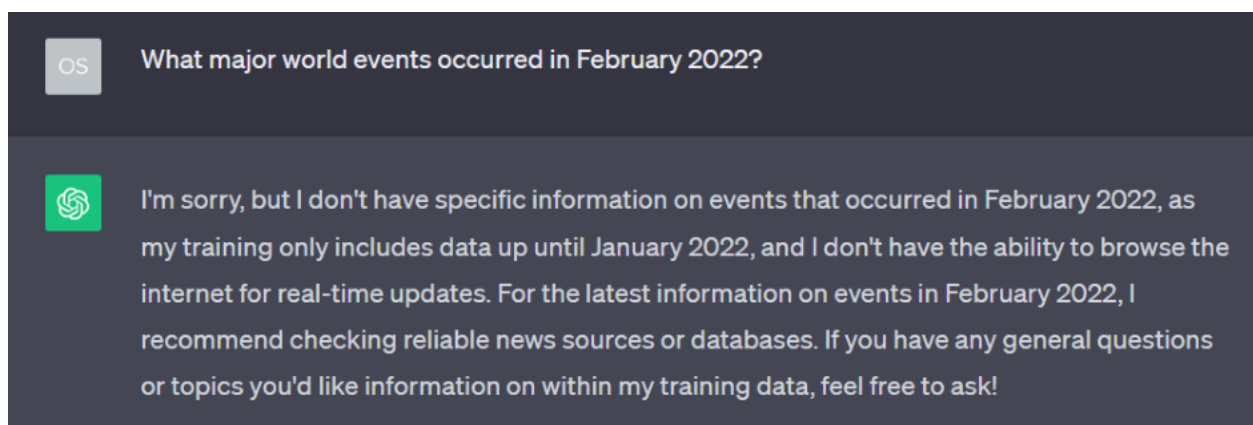 OS
What major world events occurred in February 2022?
I'm sorry, but I don't have specific information on events that occurred in February 2022, as
my training only includes data up until January 2022, and I don't have the ability to browse the
internet for real-time updates. For the latest information on events in February 2022, I
recommend checking reliable news sources or databases. If you have any general questions
or topics you'd like information on within my training data, feel free to ask!